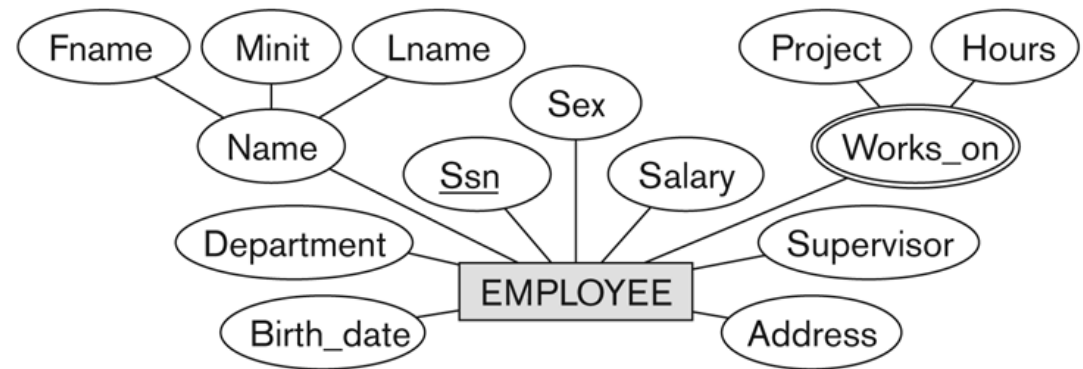 Fname
Minit
Lname
Project
Hours
Sex
Name
Works_on
Ssn
Salary
Department
Supervisor
EMPLOYEE
Birth_date
Address